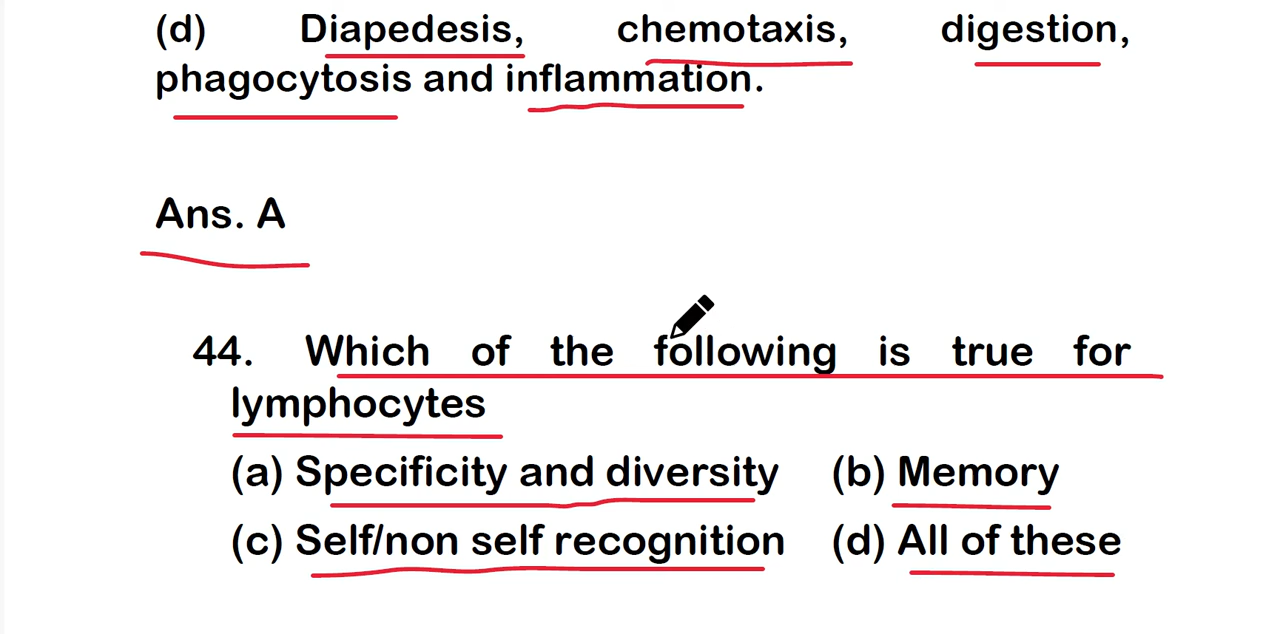 (d) Diapedesis, chemotaxis, digestion,
phagocytosis and inflammation.
Ans. A
44. Which of the following is true for
lymphocytes
(a) Specificity and diversity (b) Memory
(c) Self/non self recognition (d) All of these